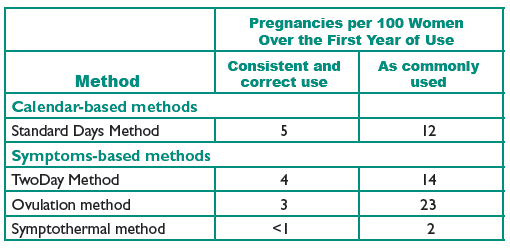 Pregnancies per 100 Women
Over the First Year of Use
Method
Consistent and
correct use
As commonly
used
Calendar-based methods
Standard Days Method 5 12
Symptoms-based methods
TwoDay Method 4 14
Ovulation method 3 23
Symptothermal method <1 2